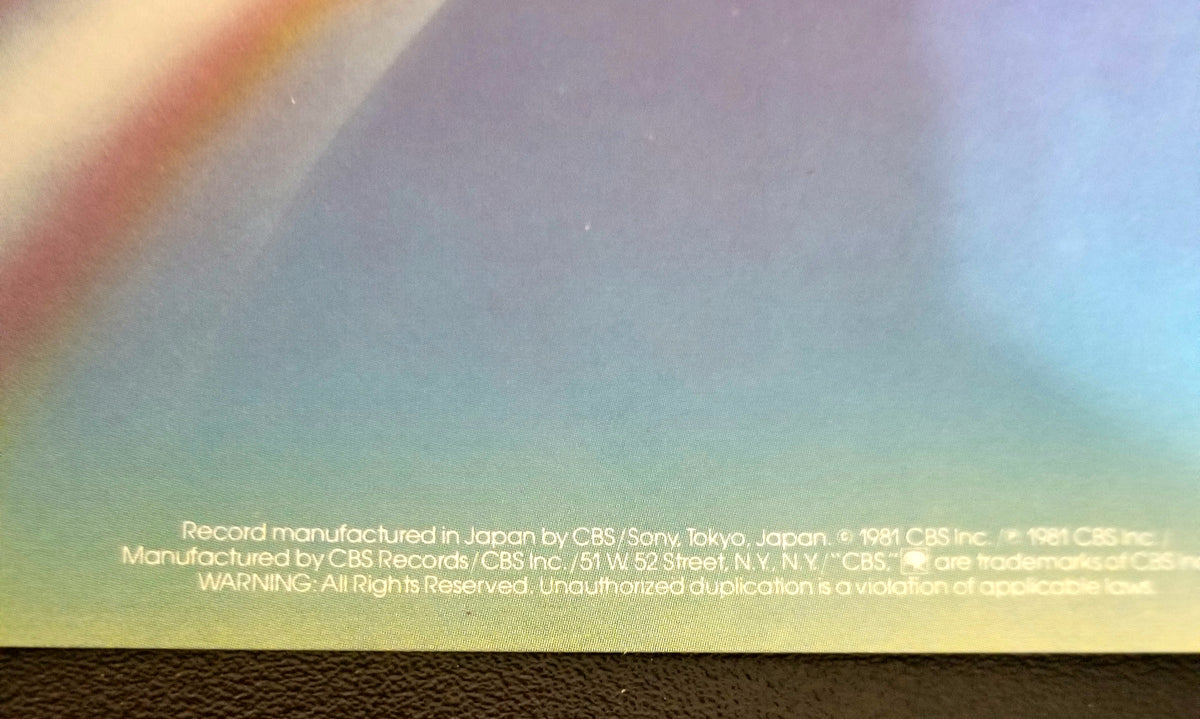 Record manufactured in Japan by CBS/Sony, Tokyo, Japan. © 1981 CBS Inc./℗ 1981 CBS Inc./
Manufactured by CBS Records/CBS Inc./51 W. 52 Street, N.Y. N.Y./"CBS," are trademarks of CBS
WARNING: All Rights Reserved. Unauthorized duplication is a violation of applicable laws.